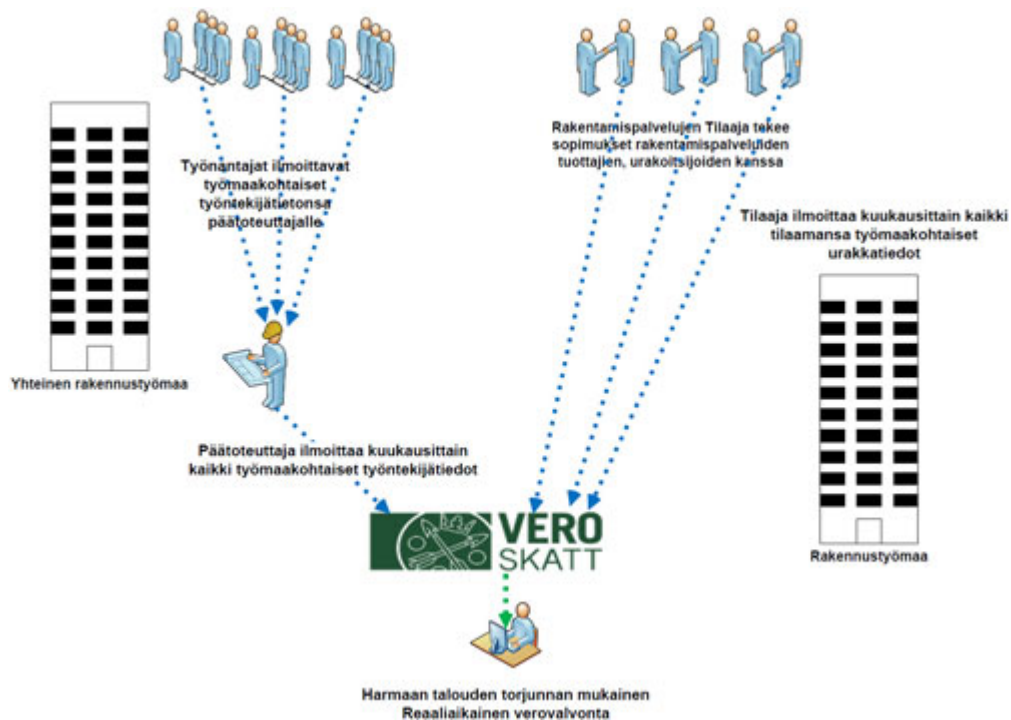 Työnantajat ilmoittavat
työmaakohtaiset
työntekijätietonsa
päätoteuttajalle
Yhteinen rakennustyömaa
Päätoteuttaja ilmoittaa kuukausittain
kaikki työmaakohtaiset työntekijätiedot
Rakentamispalvelujen Tilaaja tekee
sopimukset rakentamispalveluiden
tuottajien, urakoitsijoiden kanssa
Tilaaja ilmoittaa kuukausittain kaikki
tilaamansa työmaakohtaiset
urakkatiedot
Rakennustyömaa
VERO
SKATT
Harmaan talouden torjunnan mukainen
Reaaliaikainen verovalvonta